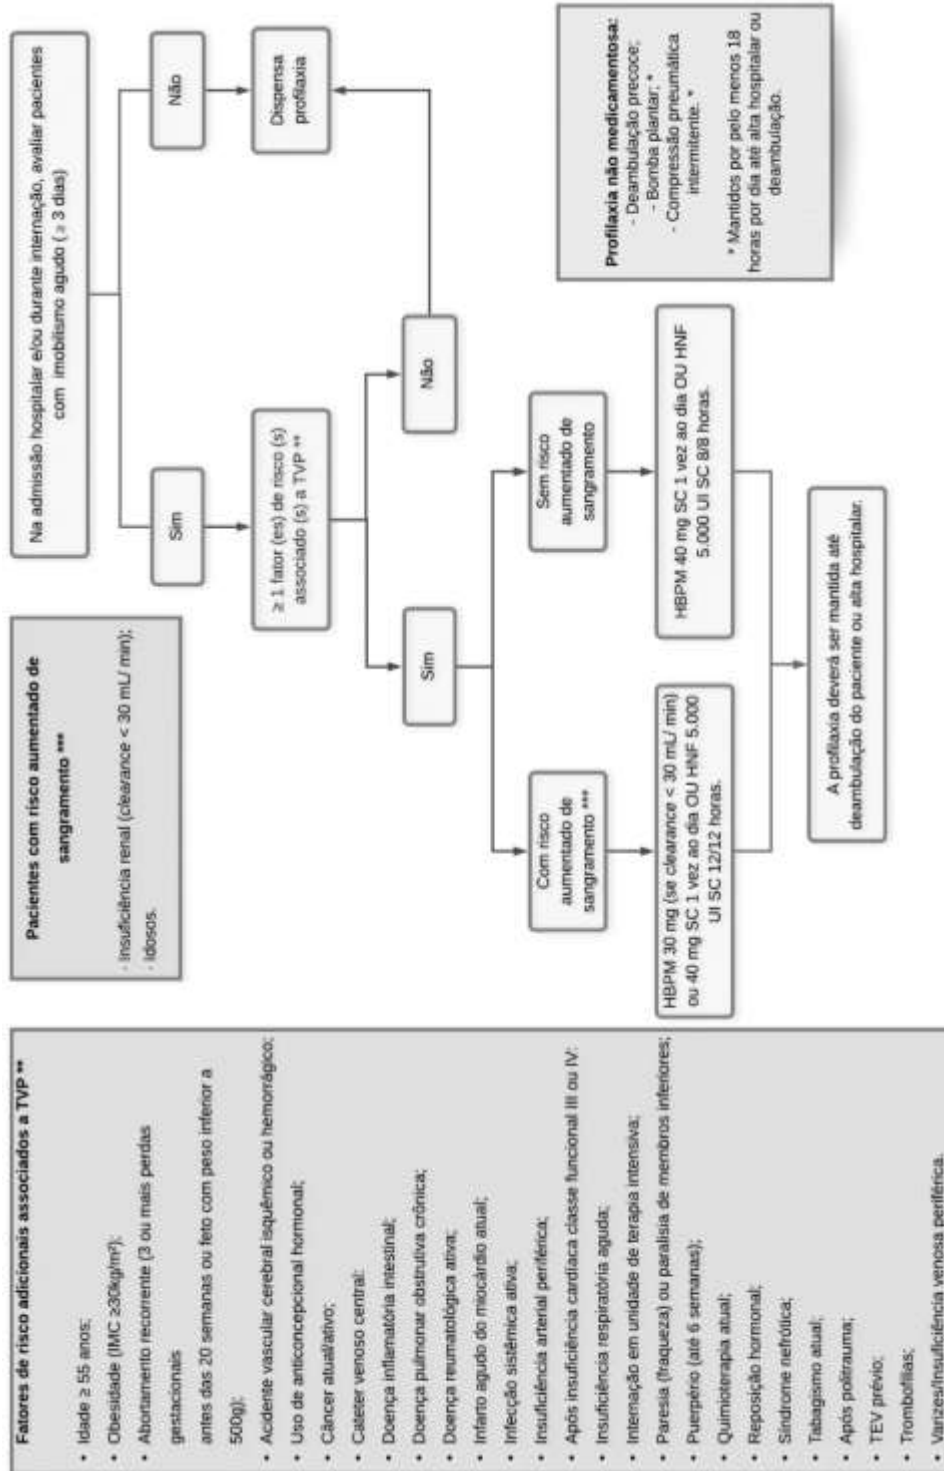 Na admissão hospitalar e/ou durante internação, avaliar pacientes
com imobilismo agudo ( ≥ 3 dias)
Sim
Não
Dispensa
profilaxia
≥ 1 fator (es) de risco (s)
associado (s) a TVP **
Sim
Não
Com risco
aumentado de
sangramento ***
Sem risco
aumentado de
sangramento
HBPM 30 mg (se clearance < 30 mL/ min)
ou 40 mg SC 1 vez ao dia OU HNF 5.000
UI SC 12/12 horas.
HBPM 40 mg SC 1 vez ao dia OU HNF
5.000 UI SC 8/8 horas.
A profilaxia deverá ser mantida até
deambulação do paciente ou alta hospitalar.
Pacientes com risco aumentado de
sangramento ***
- Insuficiência renal (clearance < 30 mL/ min);
- idosos.
Profilaxia não medicamentosa:
- Deambulação precoce;
- Bomba plantar; *
- Compressão pneumática
intermitente. *
* Mantidos por pelo menos 18
horas por dia até alta hospitalar ou
deambulação.
Fatores de risco adicionais associados a TVP **
• Idade ≥ 55 anos;
• Obesidade (IMC ≥30kg/m²);
• Abortamento recorrente (3 ou mais perdas
gestacionais
antes das 20 semanas ou feto com peso inferior a
500g);
• Acidente vascular cerebral isquêmico ou hemorrágico;
• Uso de anticoncepcional hormonal;
• Câncer atual/ativo;
• Cateter venoso central;
• Doença inflamatória intestinal;
• Doença pulmonar obstrutiva crônica;
• Doença reumatológica ativa;
• Infarto agudo do miocárdio atual;
• Infecção sistêmica ativa;
• Insuficiência arterial periférica;
• Após insuficiência cardíaca classe funcional III ou IV:
• Insuficiência respiratória aguda;
• Internação em unidade de terapia intensiva;
• Paresia (fraqueza) ou paralisia de membros inferiores;
• Puerpério (até 6 semanas);
• Quimioterapia atual;
• Reposição hormonal;
• Síndrome nefrótica;
• Tabagismo atual;
• Após politrauma;
• TEV prévio;
• Trombofilias;
• Varizes/Insuficiência venosa periférica.